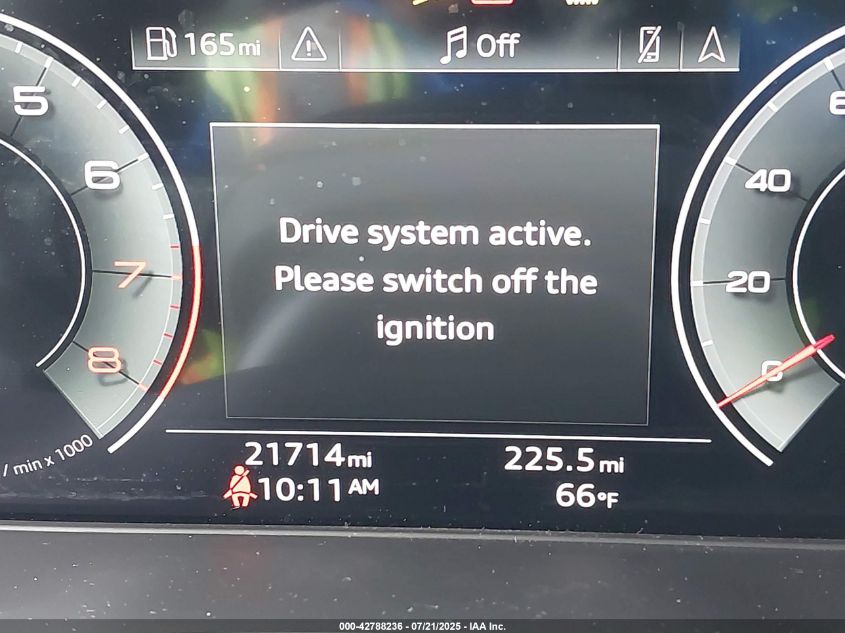 165mi
Off
5
6
7
8
/ min x 1000
6
40
20
0
Drive system active.
Please switch off the
ignition
21714mi
225.5mi
10:11AM
66°F
000-42788236 - 07/21/2025 - IAA Inc.